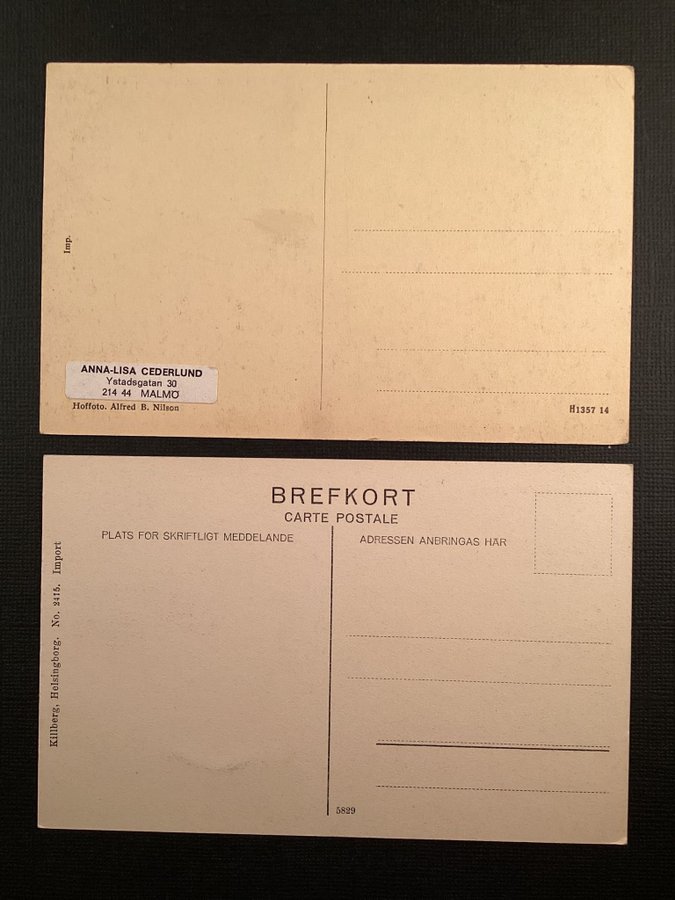 Imp.
ANNA-LISA CEDERLUND
Ystadsgatan 30
214 44 MALMÖ
Hoffoto. Alfred B. Nilson
H1357 14
BREFKORT
CARTE POSTALE
PLATS FÖR SKRIFTLIGT MEDDELANDE
ADRESSEN ANBRINGAS HÄR
Killberg, Helsingborg. No. 2415. Import
5829